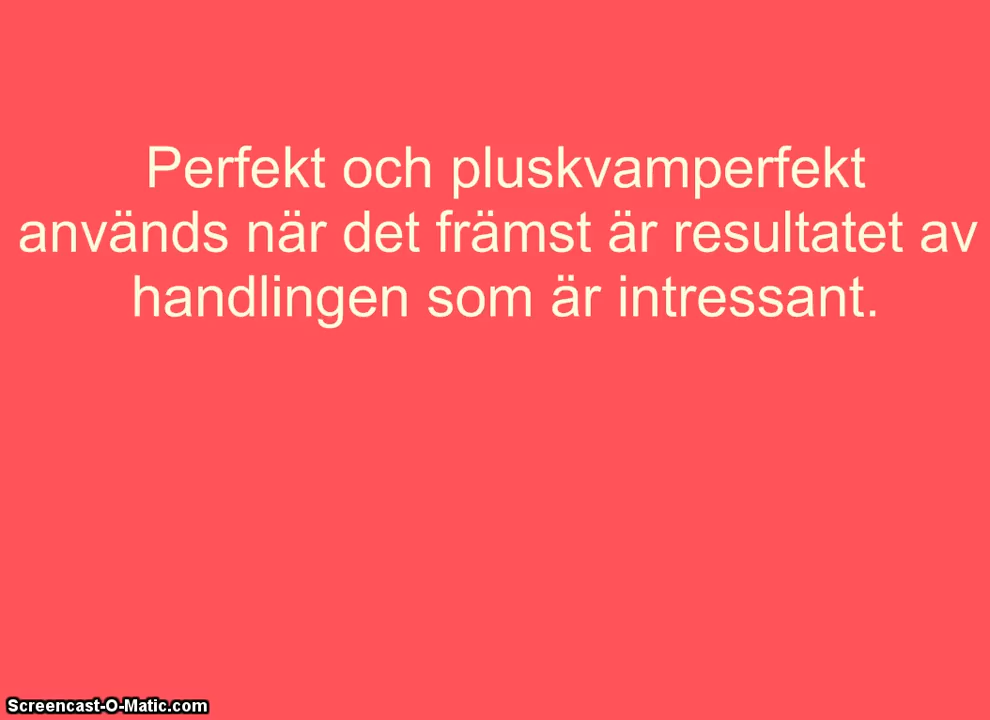 Perfekt och pluskvamperfekt
används när det främst är resultatet av
handlingen som är intressant.
Screencast-O-Matic.com